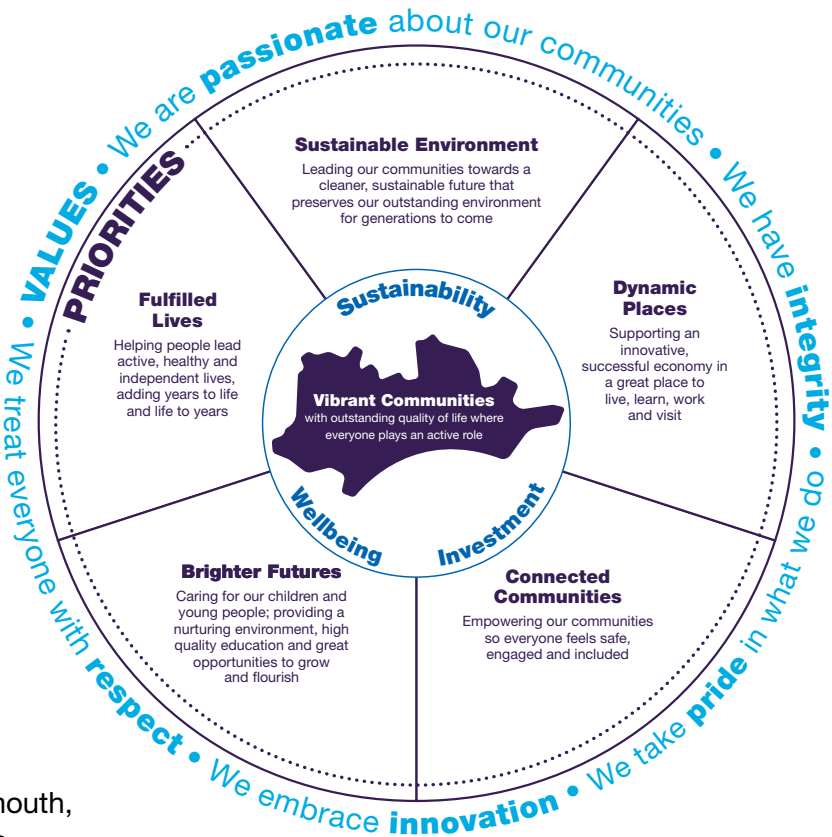 VALUES • We are passionate about our communities • We have integrity • We take pride in what we do • We embrace innovation • We treat everyone with respect •
PRIORITIES
Sustainable Environment
Leading our communities towards a
cleaner, sustainable future that
preserves our outstanding environment
for generations to come
Dynamic
Places
Supporting an
innovative,
successful economy in
a great place to
live, learn, work
and visit
Connected
Communities
Empowering our communities
so everyone feels safe,
engaged and included
Brighter Futures
Caring for our children and
young people; providing a
nurturing environment, high
quality education and great
opportunities to grow
and flourish
Fulfilled
Lives
Helping people lead
active, healthy and
independent lives,
adding years to life
and life to years
Sustainability
Investment
Wellbeing
Vibrant Communities
with outstanding quality of life where
everyone plays an active role